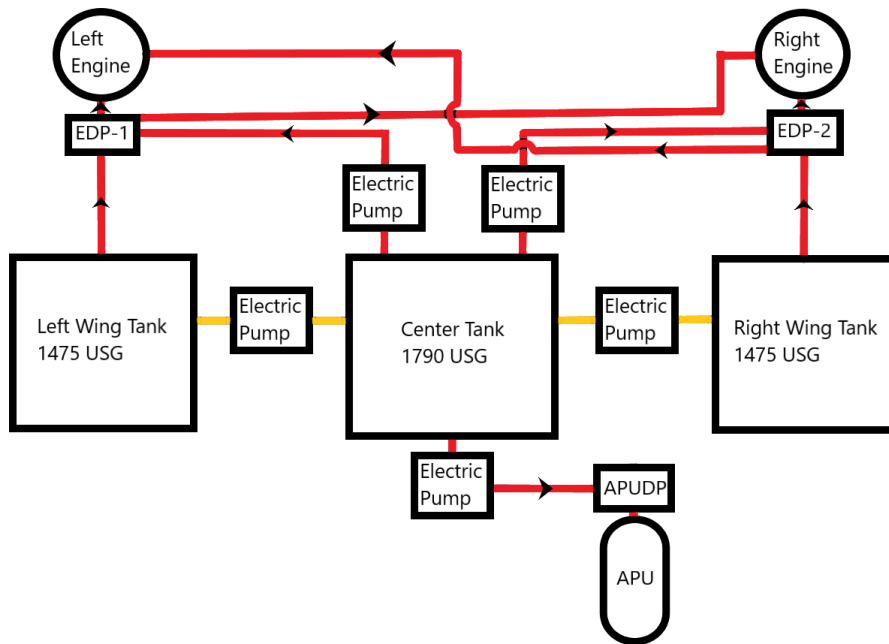 Left
Engine
Right
Engine
EDP-1
EDP-2
Electric
Pump
Electric
Pump
Left Wing Tank
1475 USG
Electric
Pump
Center Tank
1790 USG
Electric
Pump
Right Wing Tank
1475 USG
Electric
Pump
APUDP
APU